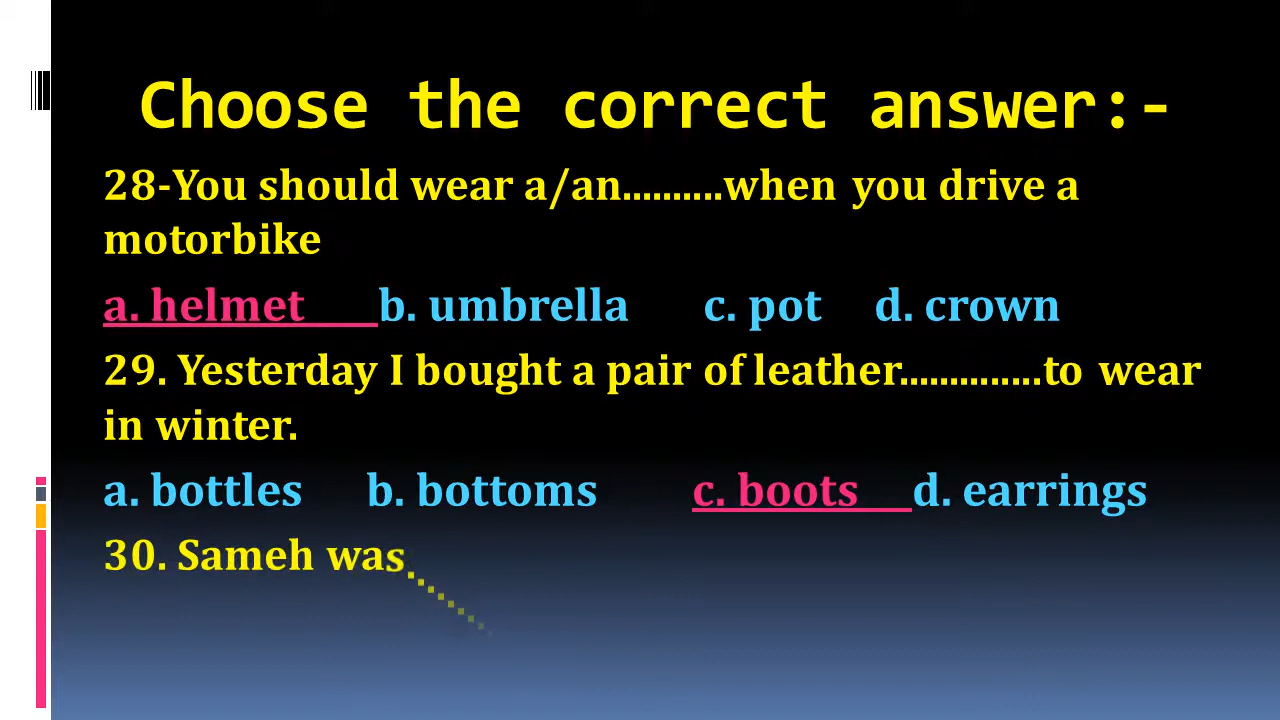 Choose the correct answer:-
28-You should wear a/an..........when you drive a
motorbike
a. helmet b. umbrella c. pot d. crown
29. Yesterday I bought a pair of leather..............to wear
in winter.
a. bottles b. bottoms c. boots d. earrings
30. Sameh was.........